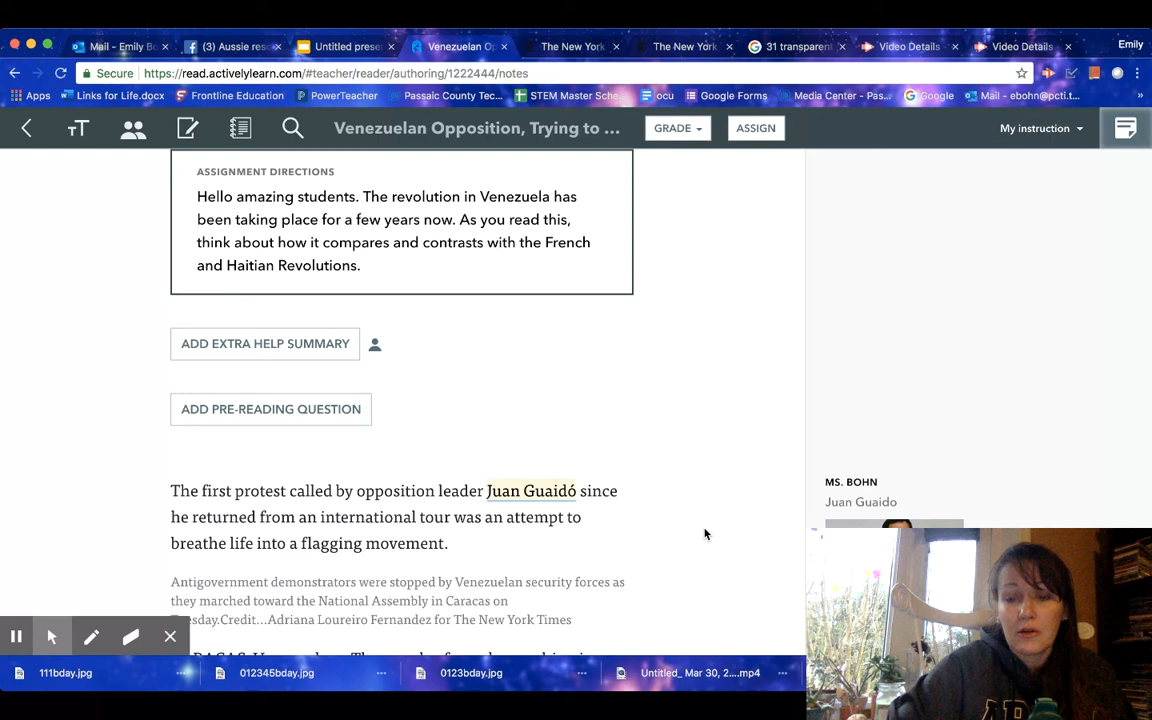 Mail - Emily Bo
(3) Aussie resc
Untitled prese
Venezuelan Op
The New York
The New York
31 transparent
Video Details
Video Details
Emily
Secure
https://read.activelylearn.com/#teacher/reader/authoring/1222444/notes
Apps
Links for Life.docx
Frontline Education
PowerTeacher
Passaic County Tec...
STEM Master Sche
ocu
Google Forms
Media Center - Pas...
Google
Mail - ebohn@pcti.t...
»
TT
Venezuelan Opposition, Trying to ...
GRADE
ASSIGN
My instruction
ASSIGNMENT DIRECTIONS
Hello amazing students. The revolution in Venezuela has
been taking place for a few years now. As you read this,
think about how it compares and contrasts with the French
and Haitian Revolutions.
ADD EXTRA HELP SUMMARY
ADD PRE-READING QUESTION
The first protest called by opposition leader Juan Guaidó since
he returned from an international tour was an attempt to
breathe life into a flagging movement.
MS. BOHN
Juan Guaido
Antigovernment demonstrators were stopped by Venezuelan security forces as
they marched toward the National Assembly in Caracas on
esday.Credit...Adriana Loureiro Fernandez for The New York Times
111bday.jpg
012345bday.jpg
0123bday.jpg
Untitled_ Mar 30, 2....mp4